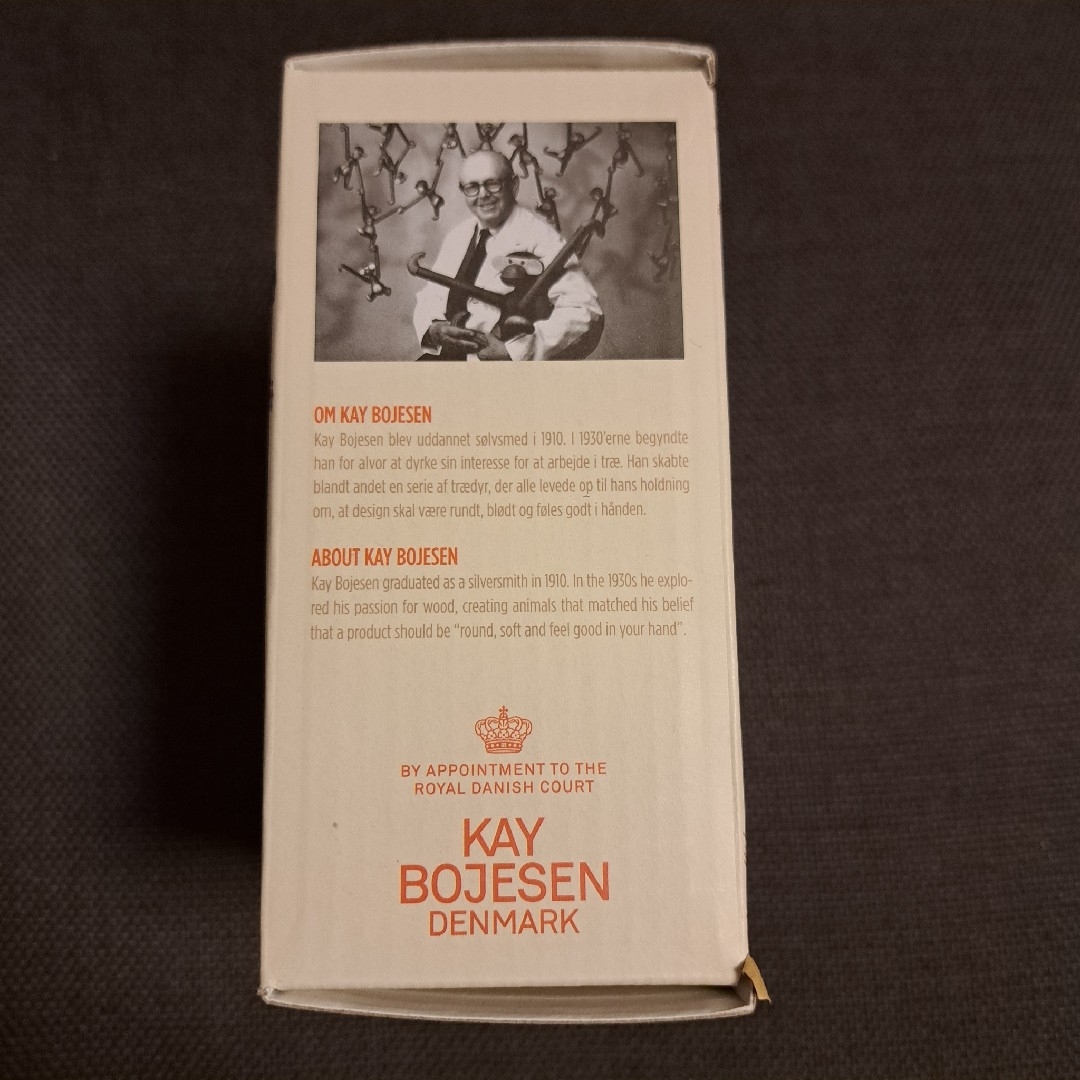 OM KAY BOJESEN
Kay Bojesen blev uddannet sølvsmed i 1910. I 1930'erne begyndte
han for alvor at dyrke sin interesse for at arbejde i træ. Han skabte
blandt andet en serie af trædyr, der alle levede op til hans holdning
om, at design skal være rundt, blødt og føles godt i hånden.
ABOUT KAY BOJESEN
Kay Bojesen graduated as a silversmith in 1910. In the 1930s he explo-
red his passion for wood, creating animals that matched his belief
that a product should be "round, soft and feel good in your hand".
BY APPOINTMENT TO THE
ROYAL DANISH COURT
KAY
BOJESEN
DENMARK